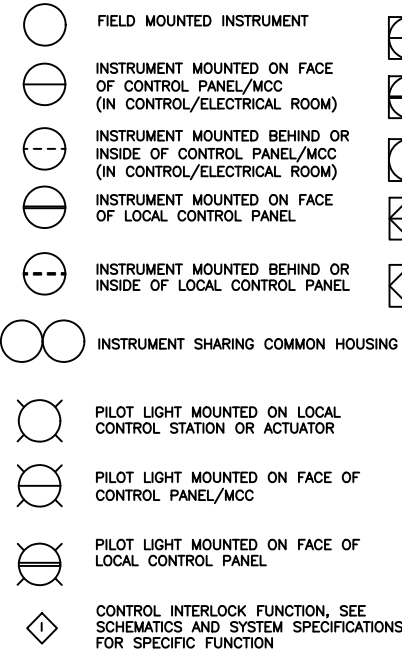 FIELD MOUNTED INSTRUMENT
INSTRUMENT MOUNTED ON FACE
OF CONTROL PANEL/MCC
(IN CONTROL/ELECTRICAL ROOM)
INSTRUMENT MOUNTED BEHIND OR
INSIDE OF CONTROL PANEL/MCC
(IN CONTROL/ELECTRICAL ROOM)
INSTRUMENT MOUNTED ON FACE
OF LOCAL CONTROL PANEL
INSTRUMENT MOUNTED BEHIND OR
INSIDE OF LOCAL CONTROL PANEL
INSTRUMENT SHARING COMMON HOUSING
PILOT LIGHT MOUNTED ON LOCAL
CONTROL STATION OR ACTUATOR
PILOT LIGHT MOUNTED ON FACE OF
CONTROL PANEL/MCC
PILOT LIGHT MOUNTED ON FACE OF
LOCAL CONTROL PANEL
I
CONTROL INTERLOCK FUNCTION, SEE
SCHEMATICS AND SYSTEM SPECIFICATIONS
FOR SPECIFIC FUNCTION